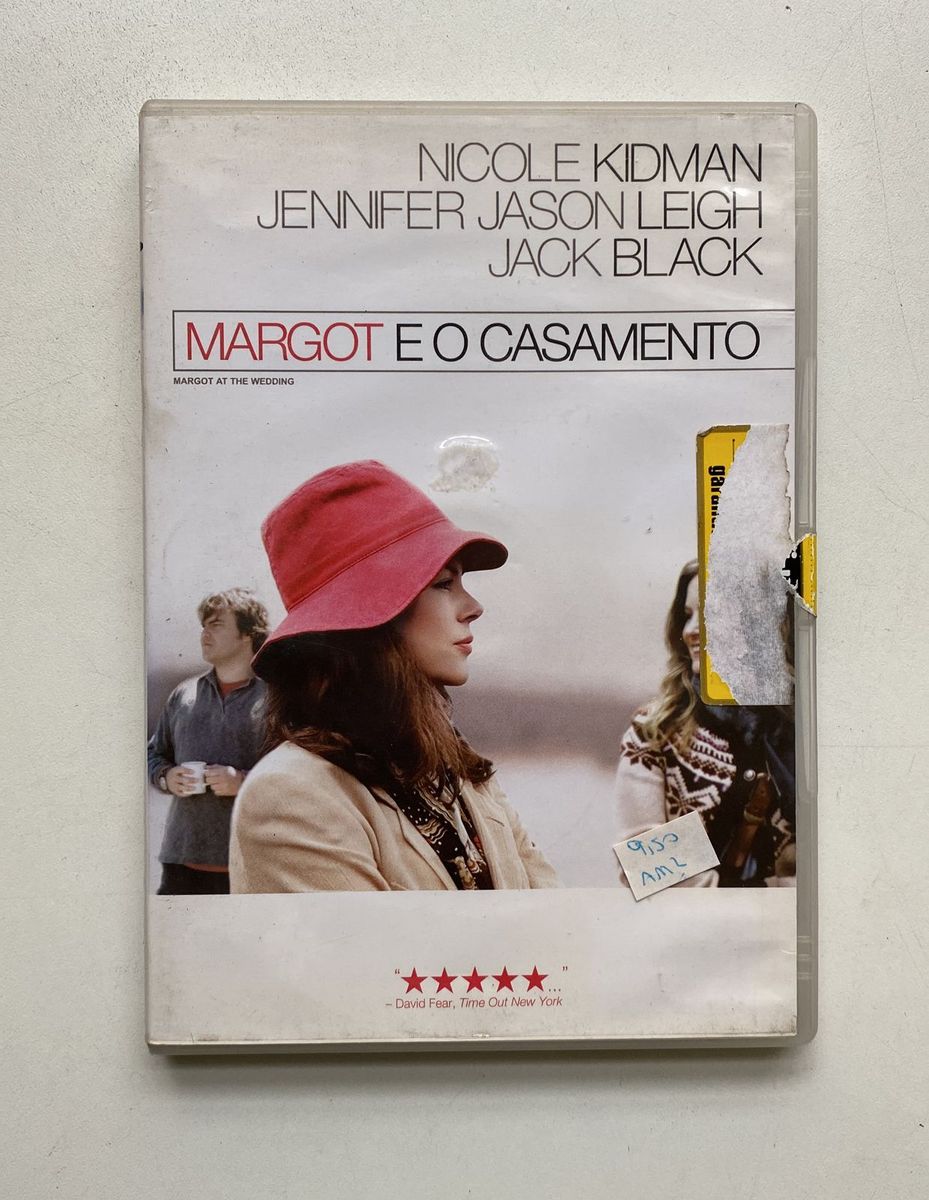 NICOLE KIDMAN
JENNIFER JASON LEIGH
JACK BLACK
MARGOT E O CASAMENTO
MARGOT AT THE WEDDING
9,50
AM2
“★★★★★...”
– David Fear, Time Out New York